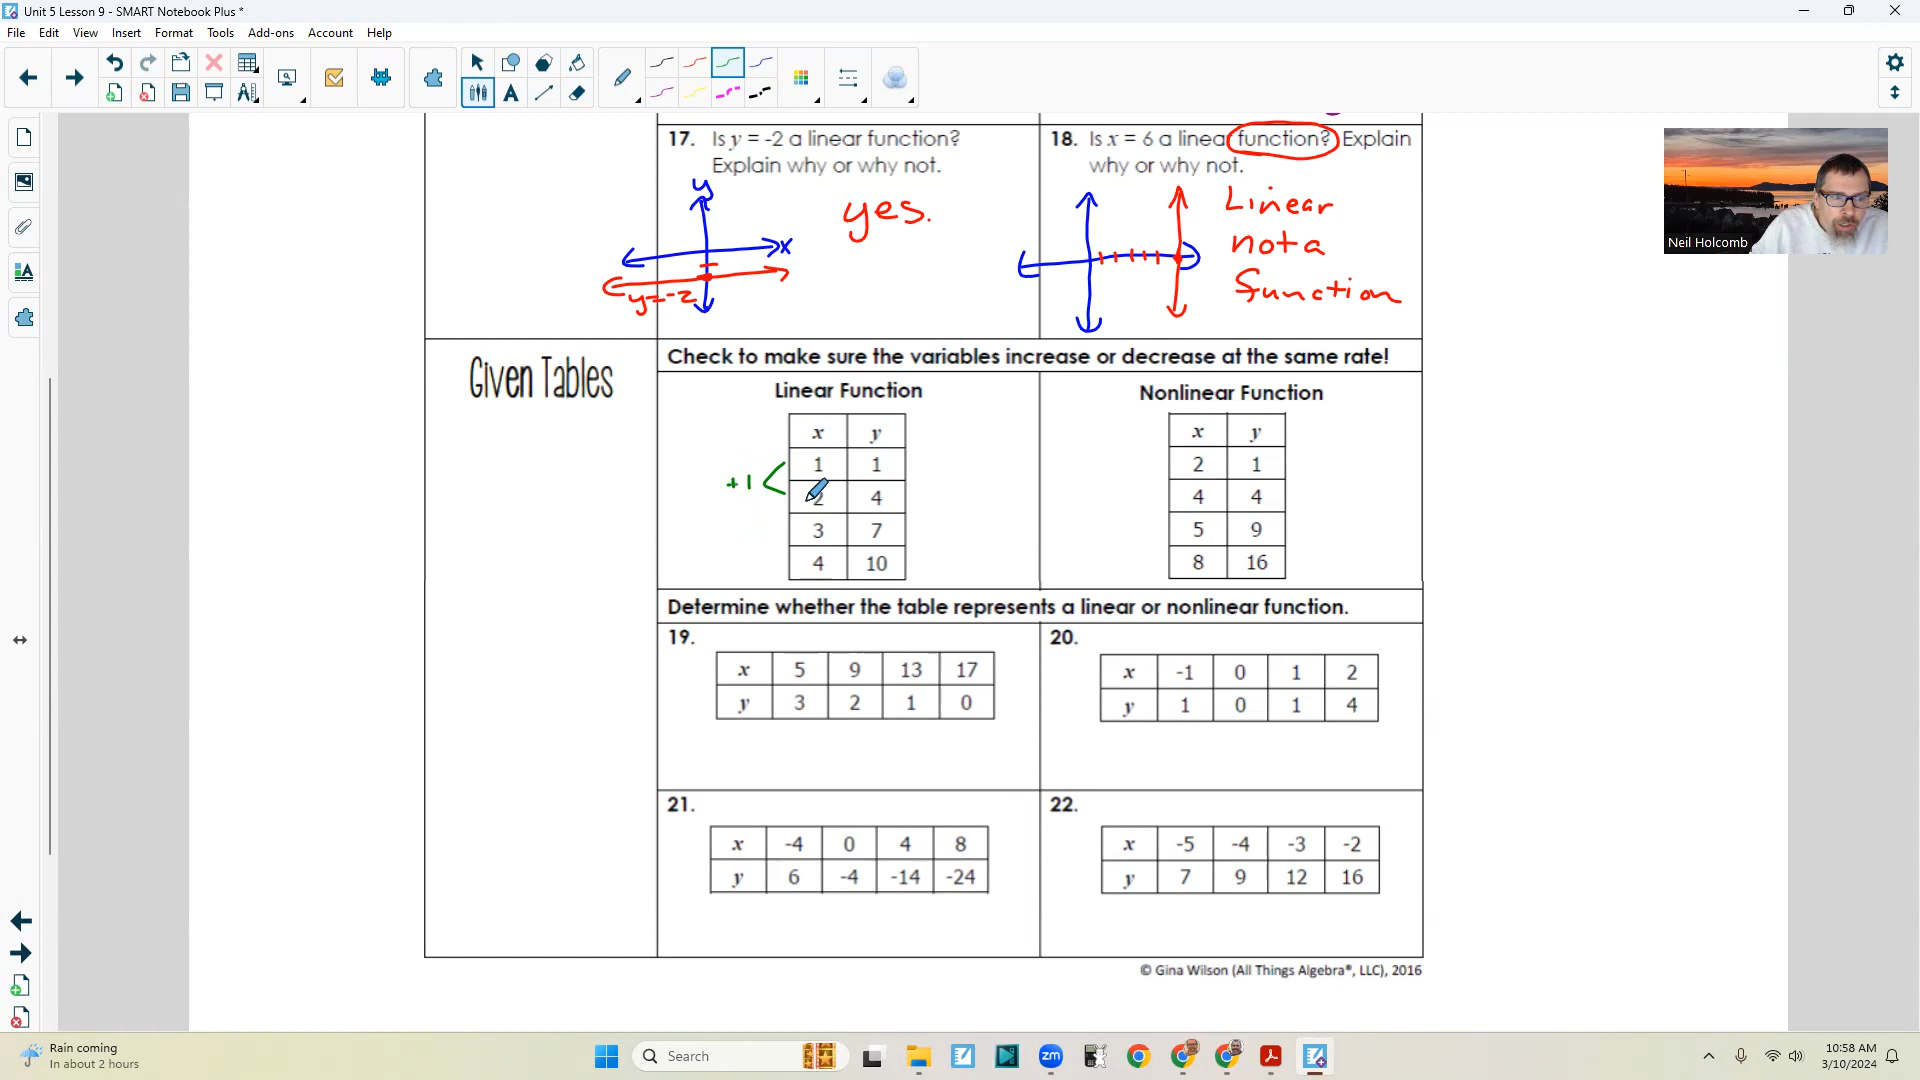 Unit 5 Lesson 9 - SMART Notebook Plus *
File Edit View Insert Format Tools Add-ons Account Help
17. Is y = -2 a linear function?
Explain why or why not.
y
x
y=-2
yes.
18. Is x = 6 a linear function? Explain
why or why not.
Linear
not a
function
Neil Holcomb
Given Tables
Check to make sure the variables increase or decrease at the same rate!
Linear Function
x y
1 1
2 4
3 7
4 10
+1
Nonlinear Function
x y
2 1
4 4
5 9
8 16
Determine whether the table represents a linear or nonlinear function.
19.
x 5 9 13 17
y 3 2 1 0
20.
x -1 0 1 2
y 1 0 1 4
21.
x -4 0 4 8
y 6 -4 -14 -24
22.
x -5 -4 -3 -2
y 7 9 12 16
© Gina Wilson (All Things Algebra®, LLC), 2016
Rain coming
In about 2 hours
Search
zm
10:58 AM
3/10/2024